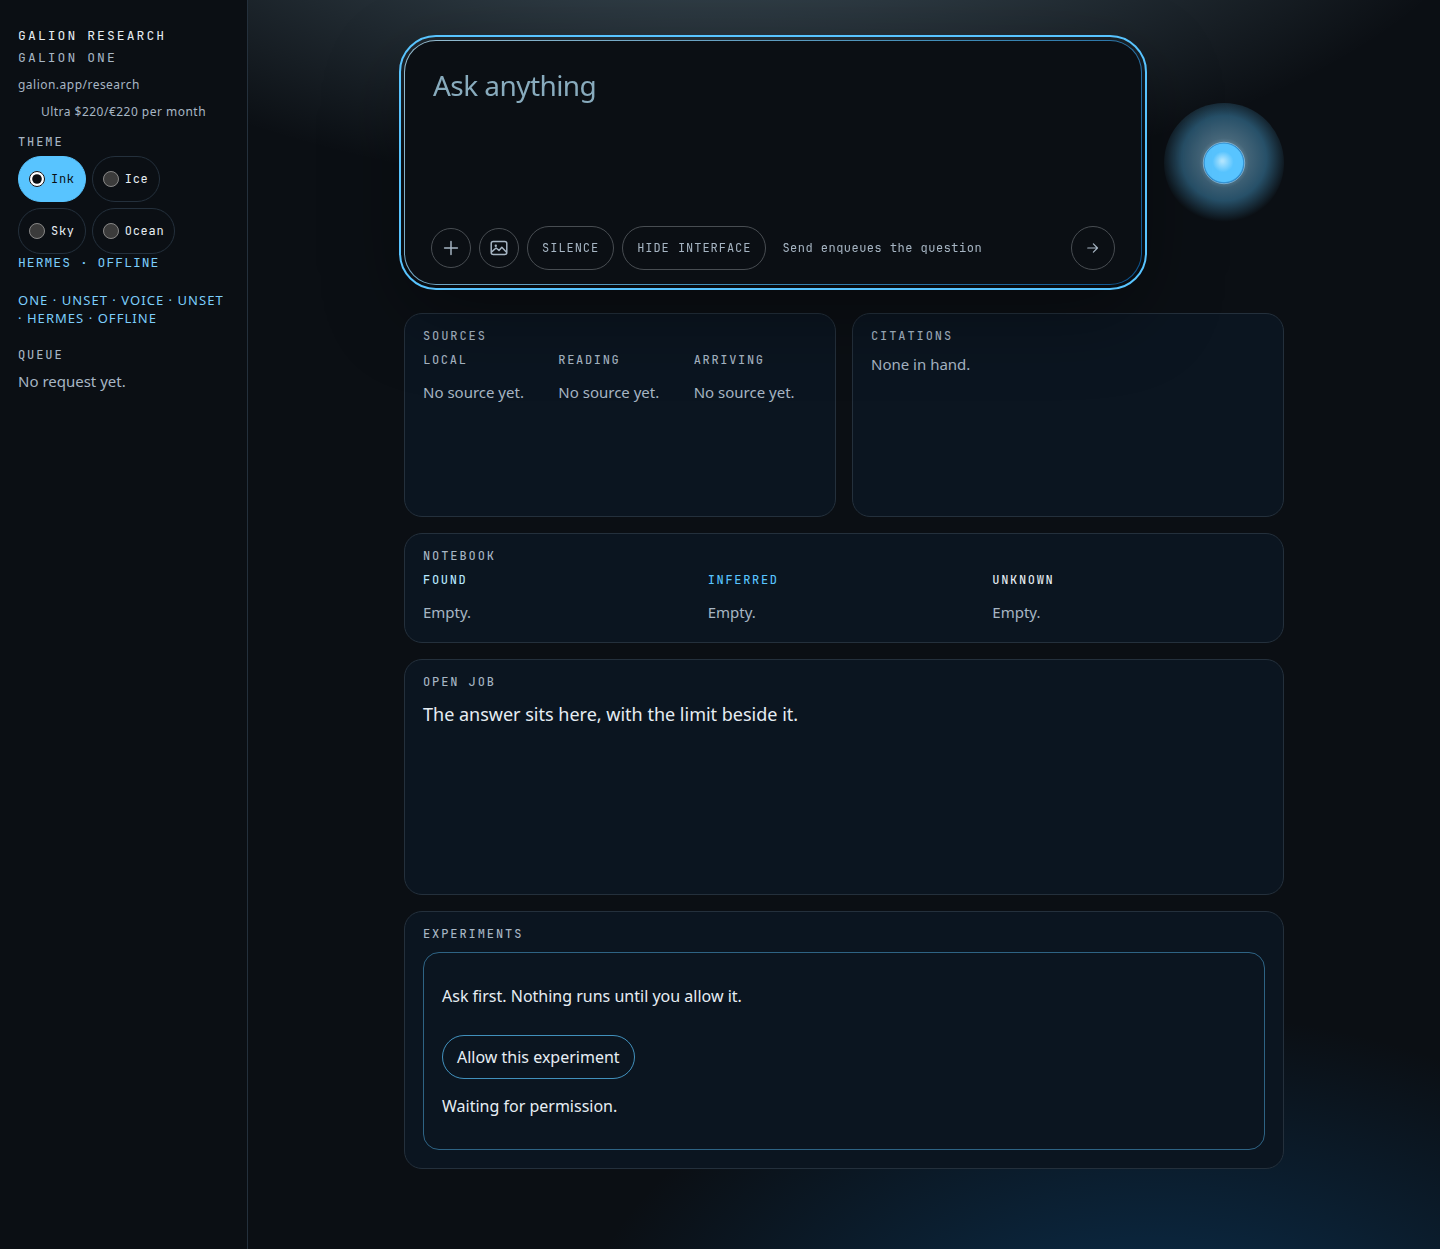 GALION RESEARCH
GALION ONE
galion.app/research
Ultra $220/€220 per month
THEME
Ink
Ice
Sky
Ocean
HERMES · OFFLINE
ONE · UNSET · VOICE · UNSET
· HERMES · OFFLINE
QUEUE
No request yet.
Ask anything
SILENCE
HIDE INTERFACE
Send enqueues the question
SOURCES
LOCAL
READING
ARRIVING
No source yet.
No source yet.
No source yet.
CITATIONS
None in hand.
NOTEBOOK
FOUND
INFERRED
UNKNOWN
Empty.
Empty.
Empty.
OPEN JOB
The answer sits here, with the limit beside it.
EXPERIMENTS
Ask first. Nothing runs until you allow it.
Allow this experiment
Waiting for permission.